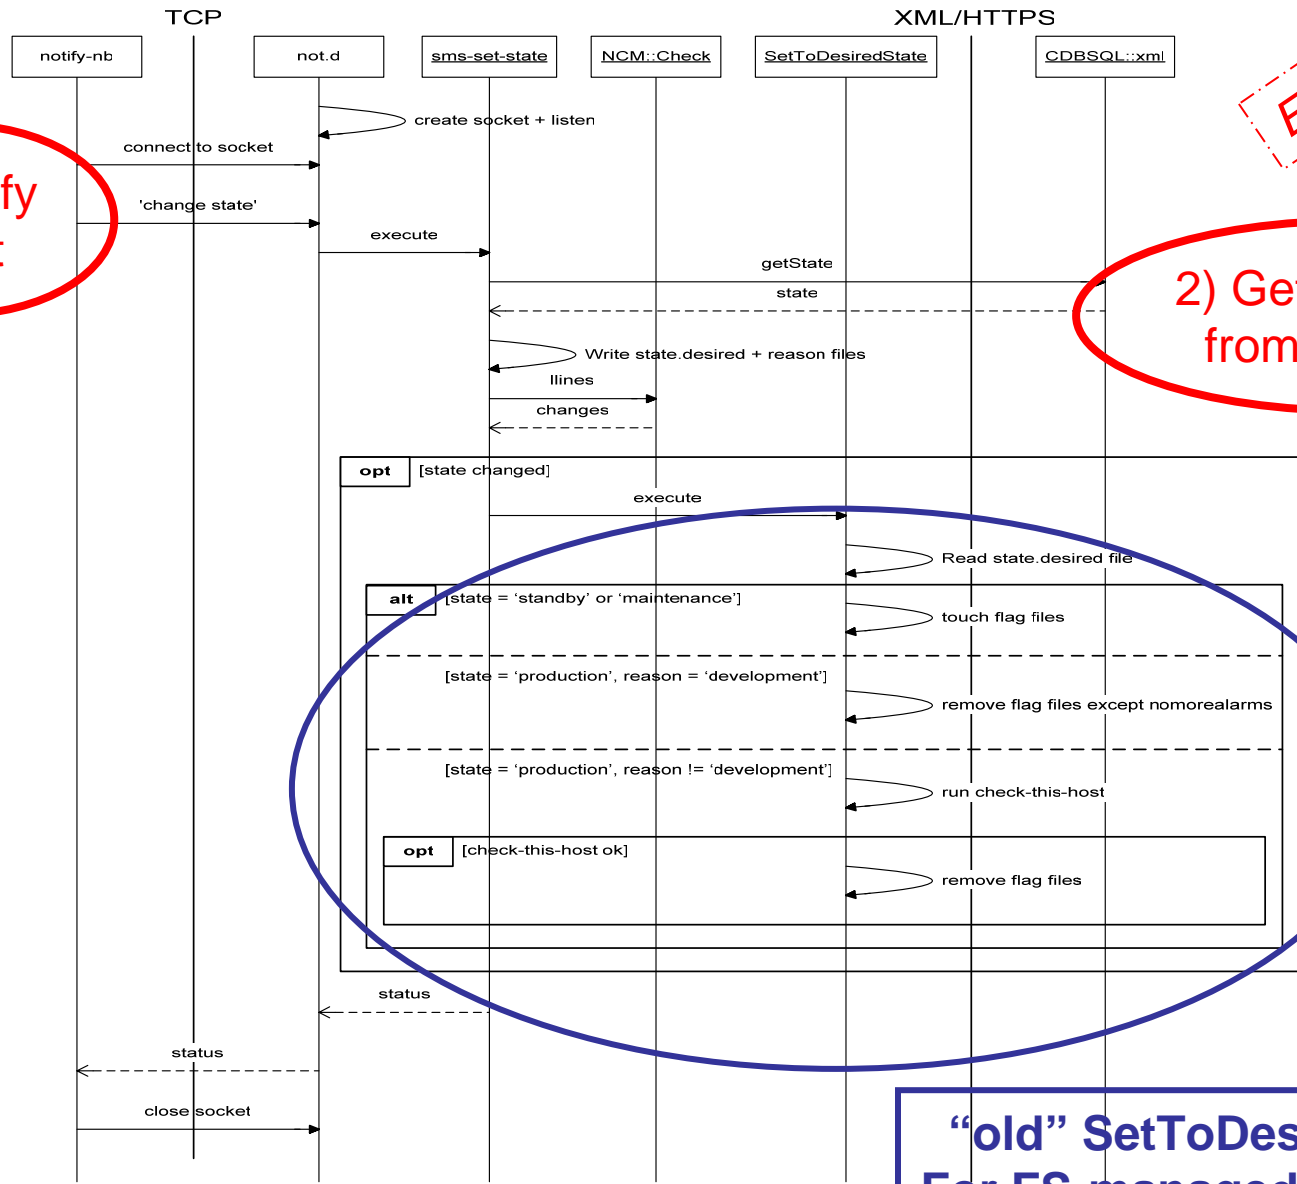 TCP
XML/HTTPS
notify-nb
not.d
sms-set-state
NCM::Check
SetToDesiredState
CDBSQL::xml
create socket + listen
connect to socket
fy
'change state'
execute
getState
2) Get
state
from
Write state.desired + reason files
llines
changes
opt
[state changed]
execute
Read state.desired file
alt
[state = ‘standby’ or ‘maintenance’]
touch flag files
[state = ‘production’, reason = ‘development’]
remove flag files except nomorealarms
[state = ‘production’, reason != ‘development’]
run check-this-host
opt
[check-this-host ok]
remove flag files
status
status
close socket
“old” SetToDes
For FS managed